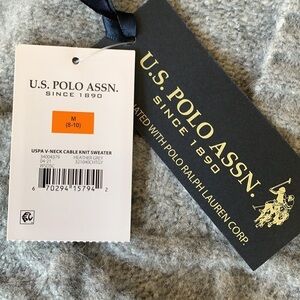 U.S. POLO ASSN.
SINCE 1890
M
(8-10)
USPA V-NECK CABLE KNIT SWEATER
HEATHER GREY
6 70294 15794 2
U.S. POLO ASSN.
SINCE 1890
WITH POLO RALPH LAUREN CORP.